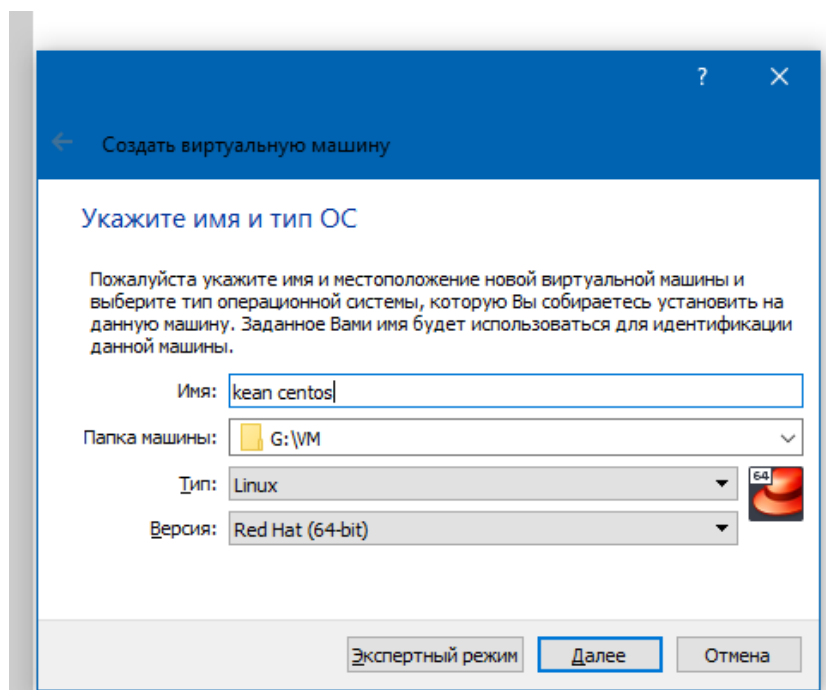 ?
Создать виртуальную машину
Укажите имя и тип ОС
Пожалуйста укажите имя и местоположение новой виртуальной машины и
выберите тип операционной системы, которую Вы собираетесь установить на
данную машину. Заданное Вами имя будет использоваться для идентификации
данной машины.
Имя: kean centos
Папка машины: G:\VM
Тип: Linux
64
Версия: Red Hat (64-bit)
Экспертный режим Далее Отмена